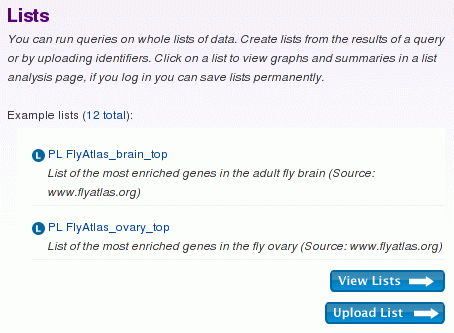 Lists
You can run queries on whole lists of data. Create lists from the results of a query
or by uploading identifiers. Click on a list to view graphs and summaries in a list
analysis page, if you log in you can save lists permanently.
Example lists (12 total):
L PL FlyAtlas_brain_top
List of the most enriched genes in the adult fly brain (Source:
www.flyatlas.org)
L PL FlyAtlas_ovary_top
List of the most enriched genes in the fly ovary (Source: www.flyatlas.org)
View Lists
Upload List